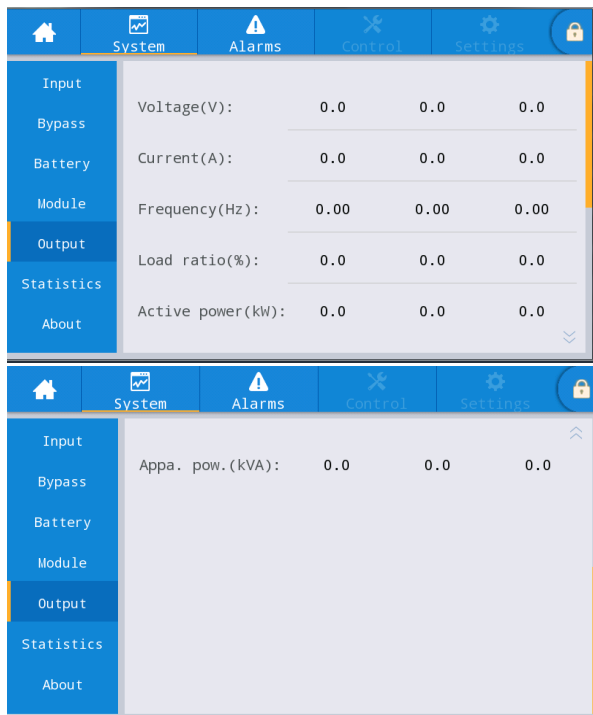 System Alarms Control Settings
Input
Voltage(V): 0.0 0.0 0.0
Bypass
Current(A): 0.0 0.0 0.0
Battery
Module
Frequency(Hz): 0.00 0.00 0.00
Output
Load ratio(%): 0.0 0.0 0.0
Statistics
Active power(kW): 0.0 0.0 0.0
About
System Alarms Control Settings
Input
Appa. pow.(kVA): 0.0 0.0 0.0
Bypass
Battery
Module
Output
Statistics
About